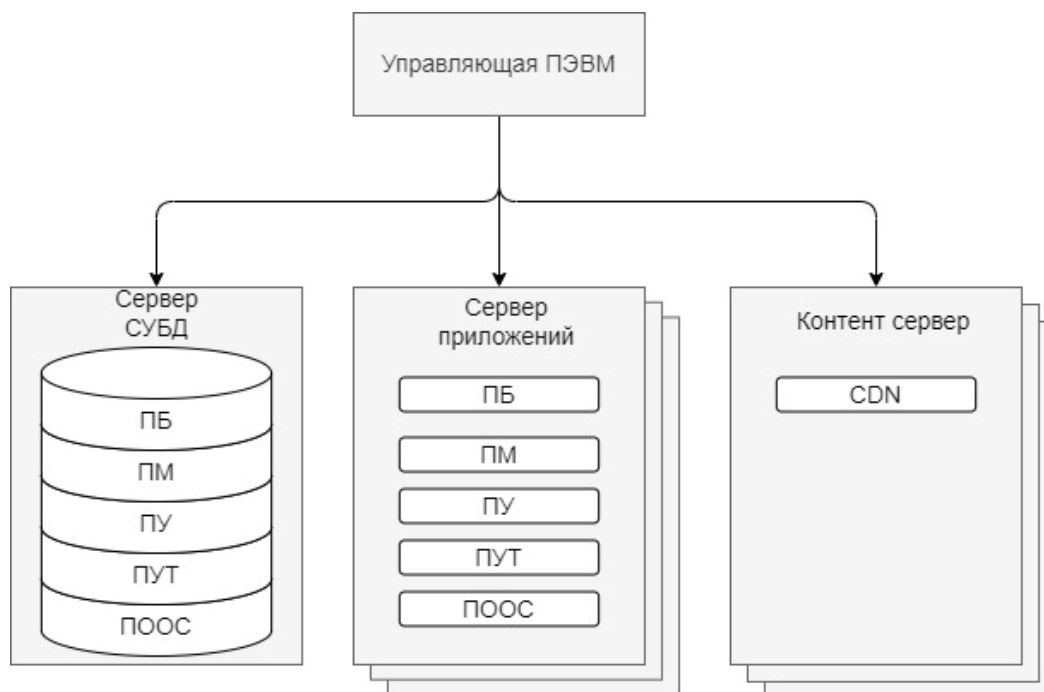 Управляющая ПЭВМ
Сервер
СУБД
ПБ
ПМ
ПУ
ПУТ
ПООС
Сервер
приложений
ПБ
ПМ
ПУ
ПУТ
ПООС
Контент сервер
CDN